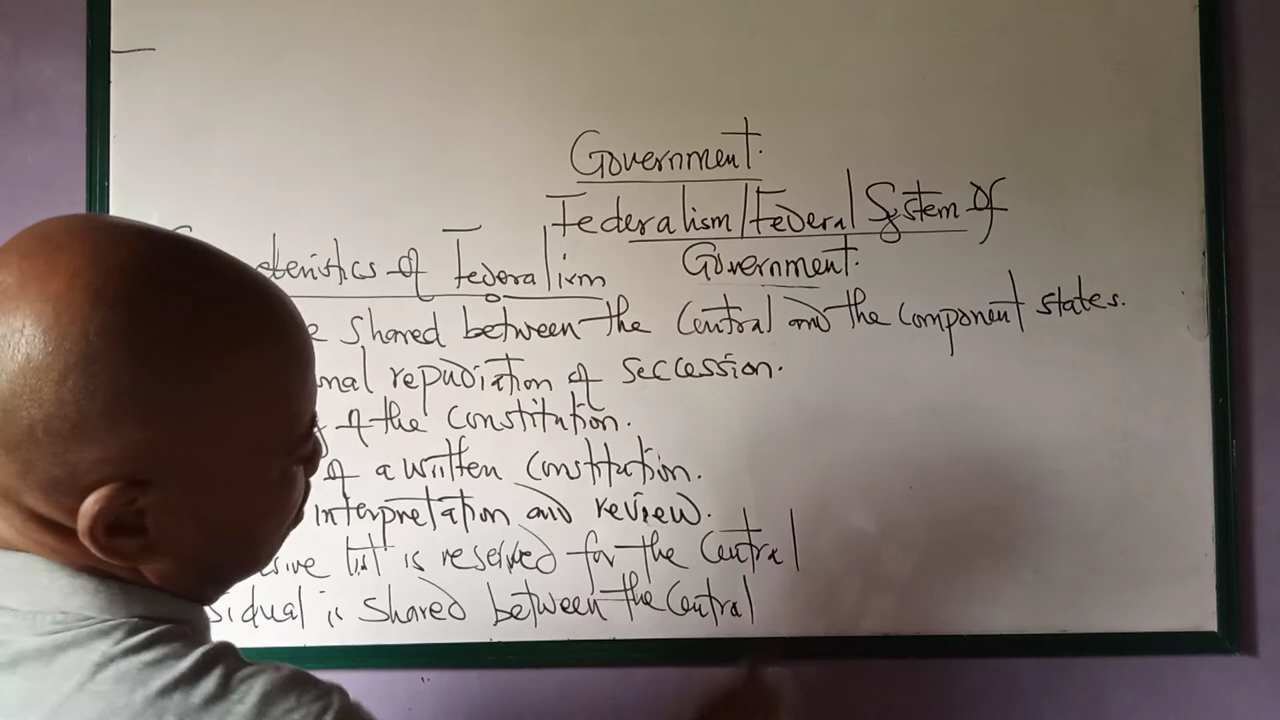 Government.
Federalism/Federal System of
Government.
cteristics of Federalism
e shared between the Central and the component states.
nal repudiation of seccession.
of the constitution.
of a written constitution.
interpretation and review.
sive list is reserved for the Central
sidual is shared between the Central